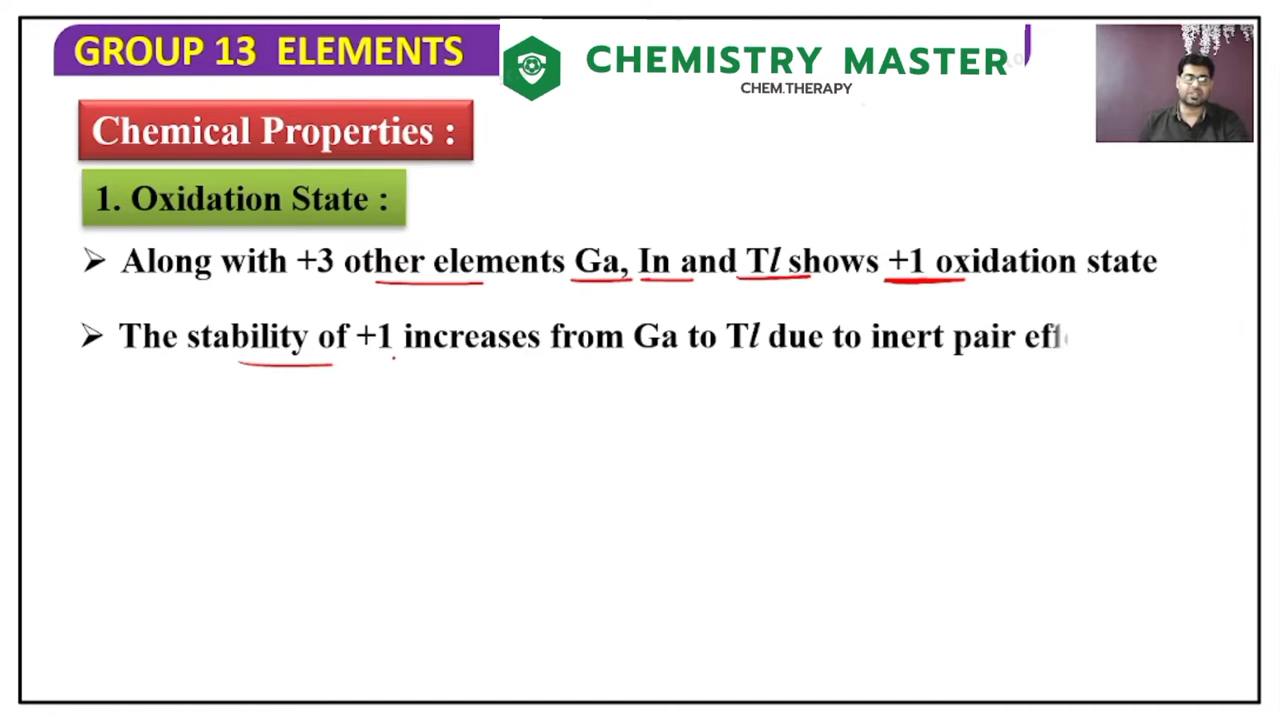 GROUP 13 ELEMENTS
CHEMISTRY MASTER
CHEM.THERAPY
Chemical Properties :
1. Oxidation State :
➢ Along with +3 other elements Ga, In and Tl shows +1 oxidation state
➢ The stability of +1 increases from Ga to Tl due to inert pair eff